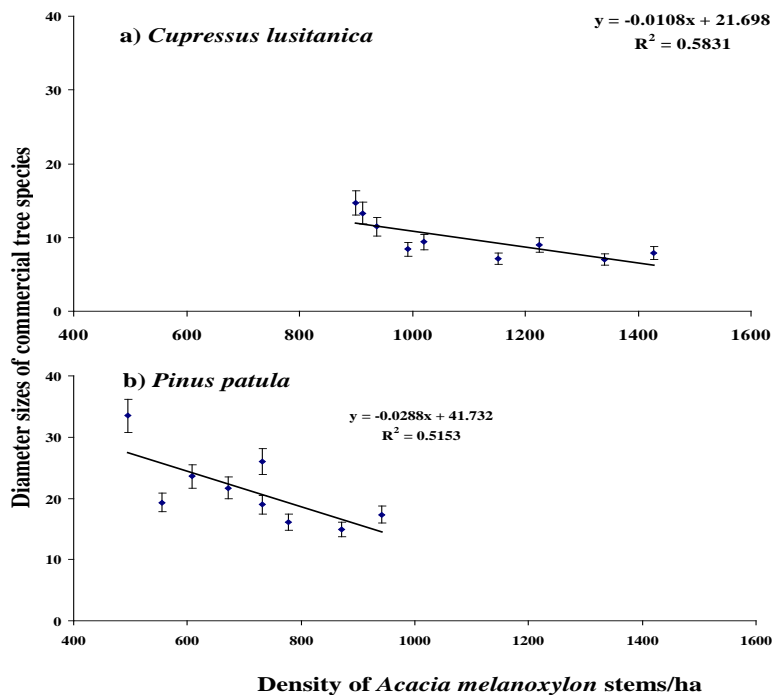 Diameter sizes of commercial tree species
a) Cupressus lusitanica
y = -0.0108x + 21.698
R² = 0.5831
40
30
20
10
0
400 600 800 1000 1200 1400 1600
b) Pinus patula
y = -0.0288x + 41.732
R² = 0.5153
40
30
20
10
0
400 600 800 1000 1200 1400 1600
Density of Acacia melanoxylon stems/ha